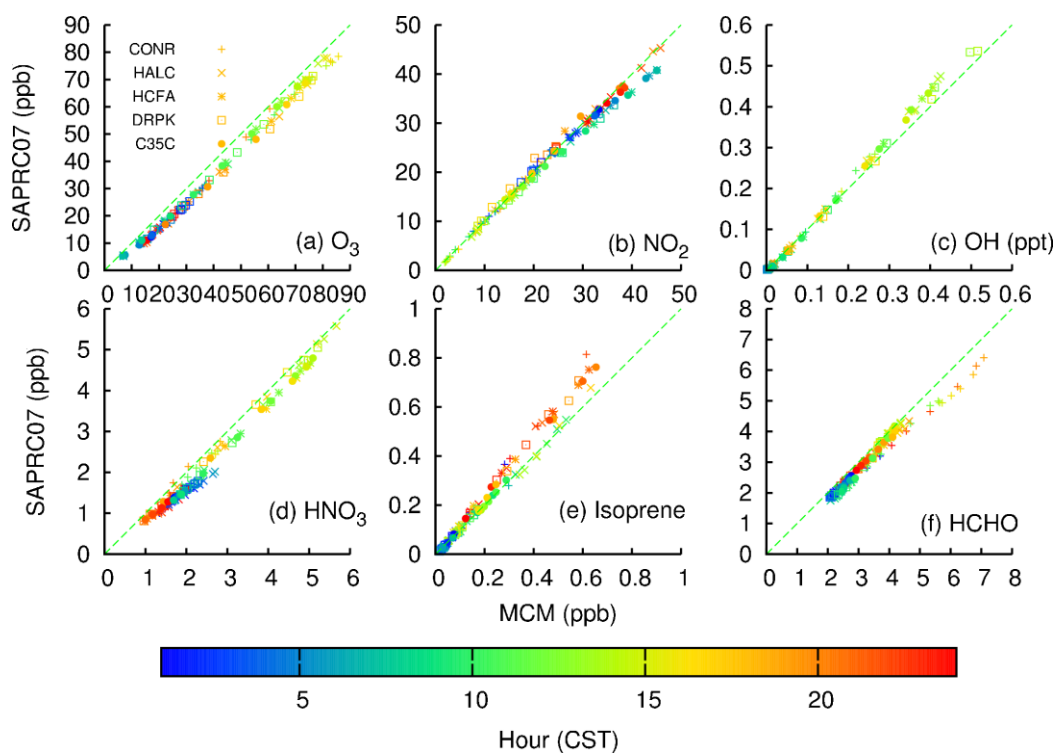 90
80
70
60
50
40
30
20
10
0
SAPRC07 (ppb)
CONR
HALC
HCFA
DRPK
C35C
(a) O3
0 10 20 30 40 50 60 70 80 90
50
40
30
20
10
0
(b) NO2
0 10 20 30 40 50
0.6
0.5
0.4
0.3
0.2
0.1
0
(c) OH (ppt)
0 0.1 0.2 0.3 0.4 0.5 0.6
6
5
4
3
2
1
0
SAPRC07 (ppb)
(d) HNO3
0 1 2 3 4 5 6
1
0.8
0.6
0.4
0.2
0
(e) Isoprene
0 0.2 0.4 0.6 0.8 1
8
7
6
5
4
3
2
1
0
(f) HCHO
0 1 2 3 4 5 6 7 8
MCM (ppb)
5 10 15 20
Hour (CST)